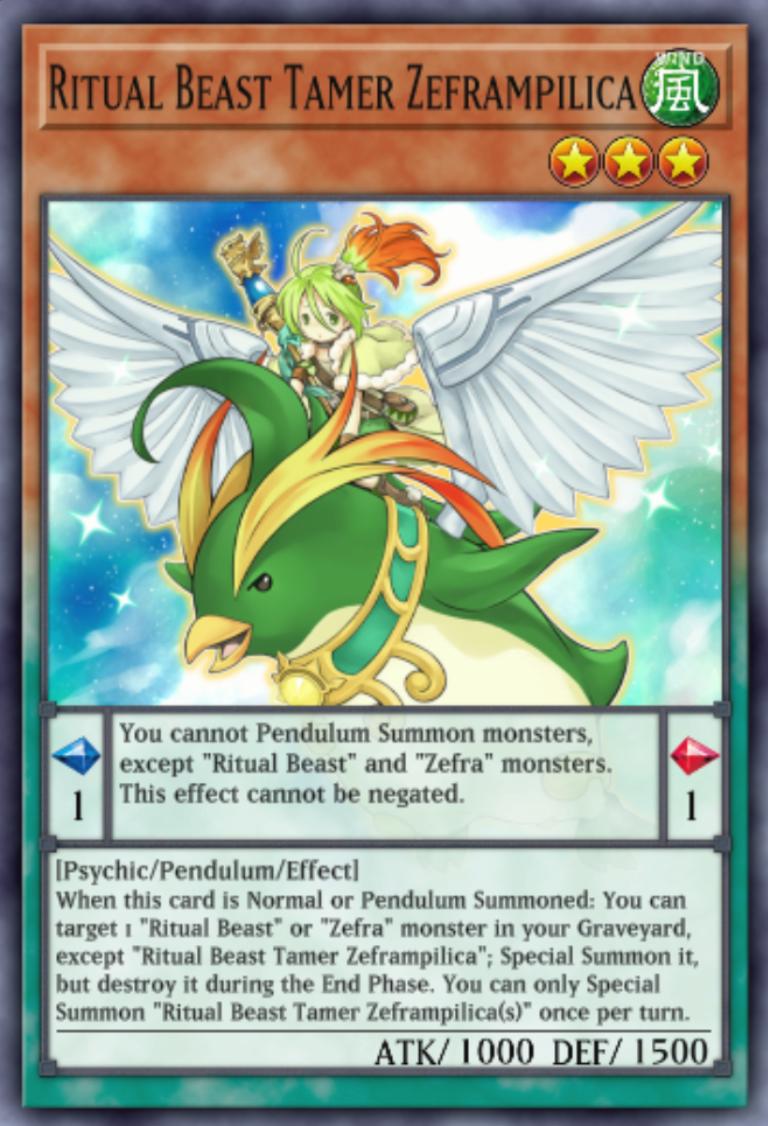 RITUAL BEAST TAMER ZEFRAMPILICA
WIND
風
You cannot Pendulum Summon monsters,
except "Ritual Beast" and "Zefra" monsters.
This effect cannot be negated.
1
1
[Psychic/Pendulum/Effect]
When this card is Normal or Pendulum Summoned: You can
target 1 "Ritual Beast" or "Zefra" monster in your Graveyard,
except "Ritual Beast Tamer Zeframpilica"; Special Summon it,
but destroy it during the End Phase. You can only Special
Summon "Ritual Beast Tamer Zeframpilica(s)" once per turn.
ATK/ 1000 DEF/ 1500